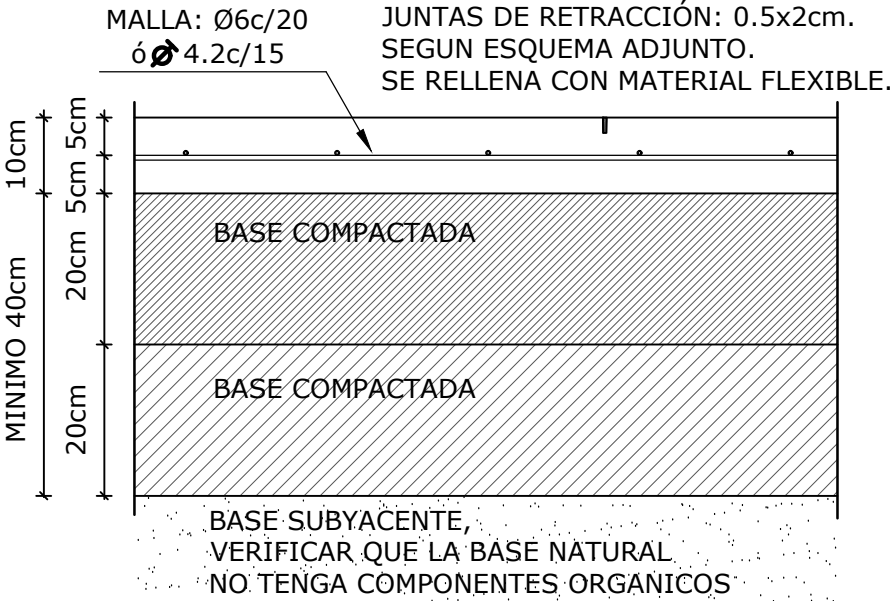 MALLA: Ø6c/20
ó Ø 4.2c/15
JUNTAS DE RETRACCIÓN: 0.5x2cm.
SEGUN ESQUEMA ADJUNTO.
SE RELLENA CON MATERIAL FLEXIBLE.
10cm
5cm
5cm
MINIMO 40cm
20cm
20cm
BASE COMPACTADA
BASE COMPACTADA
BASE SUBYACENTE,
VERIFICAR QUE LA BASE NATURAL
NO TENGA COMPONENTES ORGANICOS